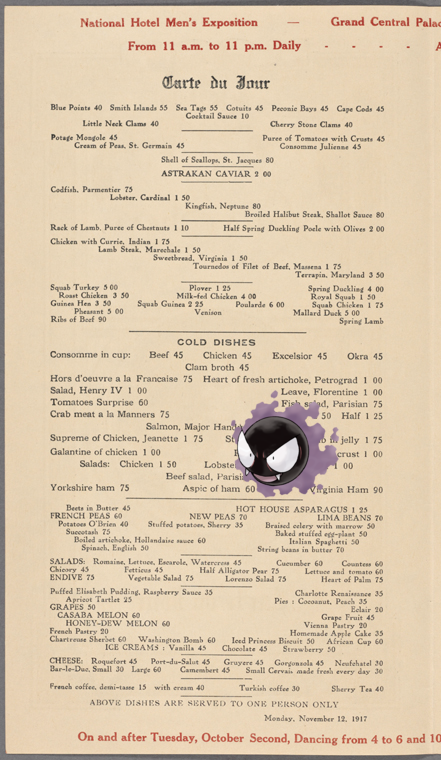 National Hotel Men's Exposition — Grand Central Palac
From 11 a.m. to 11 p.m. Daily - - - - A
Carte du Jour
Blue Points 40 Smith Islands 55 Sea Tags 55 Cotuits 45 Peconic Bays 45 Cape Cods 45
Cocktail Sauce 10
Little Neck Clams 40 Cherry Stone Clams 40
Potage Mongole 45 Puree of Tomatoes with Crusts 45
Cream of Peas, St. Germain 45 Consomme Julienne 45
Shell of Scallops, St. Jacques 80
ASTRAKAN CAVIAR 2 00
Codfish, Parmentier 75
Lobster, Cardinal 1 50
Kingfish, Neptune 80
Broiled Halibut Steak, Shallot Sauce 80
Rack of Lamb, Puree of Chestnuts 1 10 Half Spring Duckling Poele with Olives 2 00
Chicken with Currie, Indian 1 75
Lamb Steak, Marechale 1 50
Sweetbread, Virginia 1 50
Tournedos of Filet of Beef, Massena 1 75
Terrapin, Maryland 3 50
Squab Turkey 5 00 Plover 1 25 Spring Duckling 4 00
Roast Chicken 3 50 Milk-fed Chicken 4 00 Royal Squab 1 50
Guinea Hen 3 50 Squab Guinea 2 25 Poularde 6 00 Squab Chicken 1 75
Pheasant 5 00 Venison Mallard Duck 5 00
Ribs of Beef 90 Spring Lamb
COLD DISHES
Consomme in cup: Beef 45 Chicken 45 Excelsior 45 Okra 45
Clam broth 45
Hors d'oeuvre a la Francaise 75 Heart of fresh artichoke, Petrograd 1 00
Salad, Henry IV 1 00 Leave, Florentine 1 00
Tomatoes Surprise 60 Fish salad, Parisian 75
Crab meat a la Manners 75 50 Half 1 25
Salmon, Major Hand
Supreme of Chicken, Jeanette 1 75 in jelly 1 75
Galantine of chicken 1 00 crust 1 00
Salads: Chicken 1 50 Lobste 00
Beef salad, Paris
Yorkshire ham 75 Aspic of ham 60 Virginia Ham 90
Beets in Butter 45 HOT HOUSE ASPARAGUS 1 25
FRENCH PEAS 60 NEW PEAS 70 LIMA BEANS 70
Potatoes O'Brien 40 Stuffed potatoes, Sherry 35 Braised celery with marrow 50
Succotash 75 Baked stuffed egg-plant 50
Boiled artichoke, Hollandaise sauce 60 Italian Spaghetti 50
Spinach, English 50 String beans in butter 70
SALADS: Romaine, Lettuce, Escarole, Watercress 45 Cucumber 60 Countess 60
Chicory 45 Fetticus 45 Half Alligator Pear 75 Lettuce and tomato 60
ENDIVE 75 Vegetable Salad 75 Lorenzo Salad 75 Heart of Palm 75
Puffed Elisabeth Pudding, Raspberry Sauce 35 Charlotte Renaissance 35
Apricot Tartlet 25 Pies: Cocoanut, Peach 35
GRAPES 50 Eclair 20
CASABA MELON 60 Grape Fruit 45
HONEY-DEW MELON 60 Vienna Pastry 20
French Pastry 20 Homemade Apple Cake 35
Chartreuse Sherbet 60 Washington Bomb 60 Iced Princess Biscuit 50 African Cup 60
ICE CREAMS: Vanilla 45 Chocolate 45 Strawberry 50
CHEESE: Roquefort 45 Port-du-Salut 45 Gruyere 45 Gorgonsola 45 Neufchatel 30
Bar-le-Duc, Small 30 Large 60 Camembert 45 Small Gervais made fresh every day 30
French coffee, demi-tasse 15 with cream 40 Turkish coffee 30 Sherry Tea 40
ABOVE DISHES ARE SERVED TO ONE PERSON ONLY
Monday, November 12, 1917
On and after Tuesday, October Second, Dancing from 4 to 6 and 10